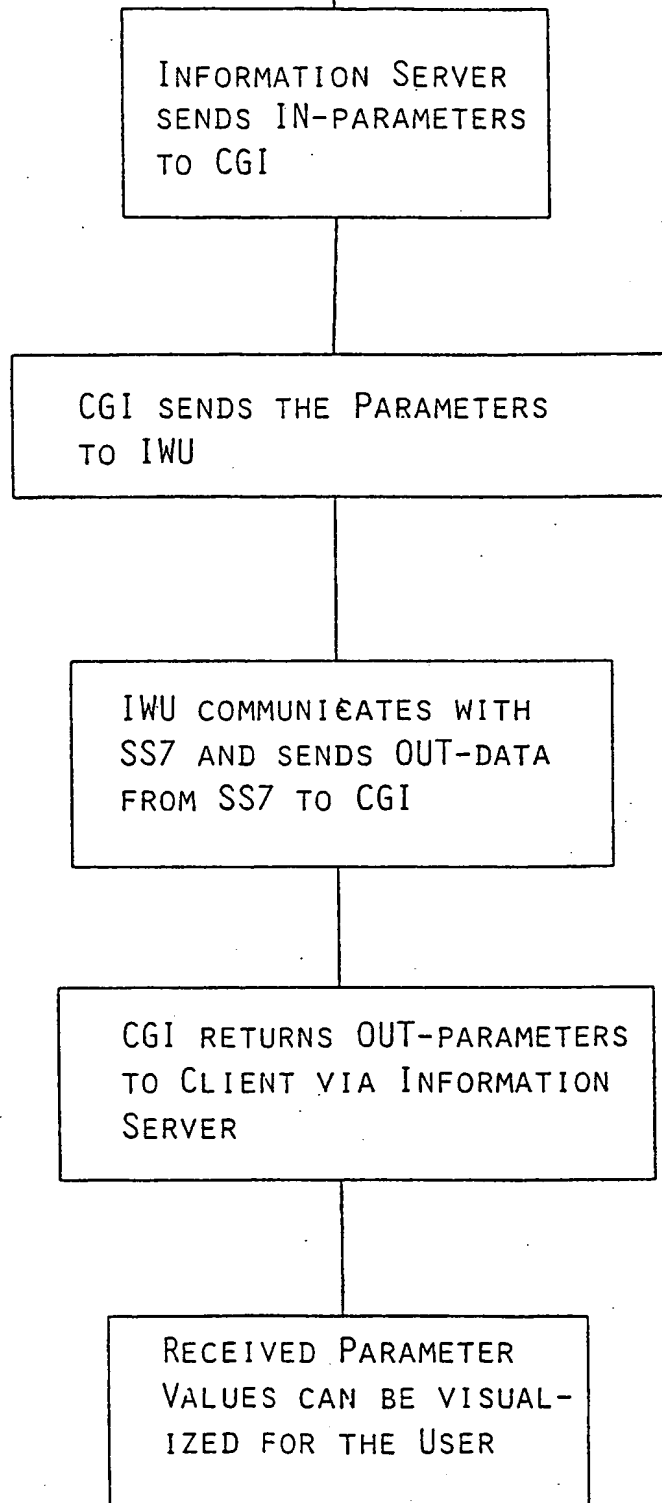 INFORMATION SERVER
SENDS IN-PARAMETERS
TO CGI
CGI SENDS THE PARAMETERS
TO IWU
IWU COMMUNICATES WITH
SS7 AND SENDS OUT-DATA
FROM SS7 TO CGI
CGI RETURNS OUT-PARAMETERS
TO CLIENT VIA INFORMATION
SERVER
RECEIVED PARAMETER
VALUES CAN BE VISUAL-
IZED FOR THE USER